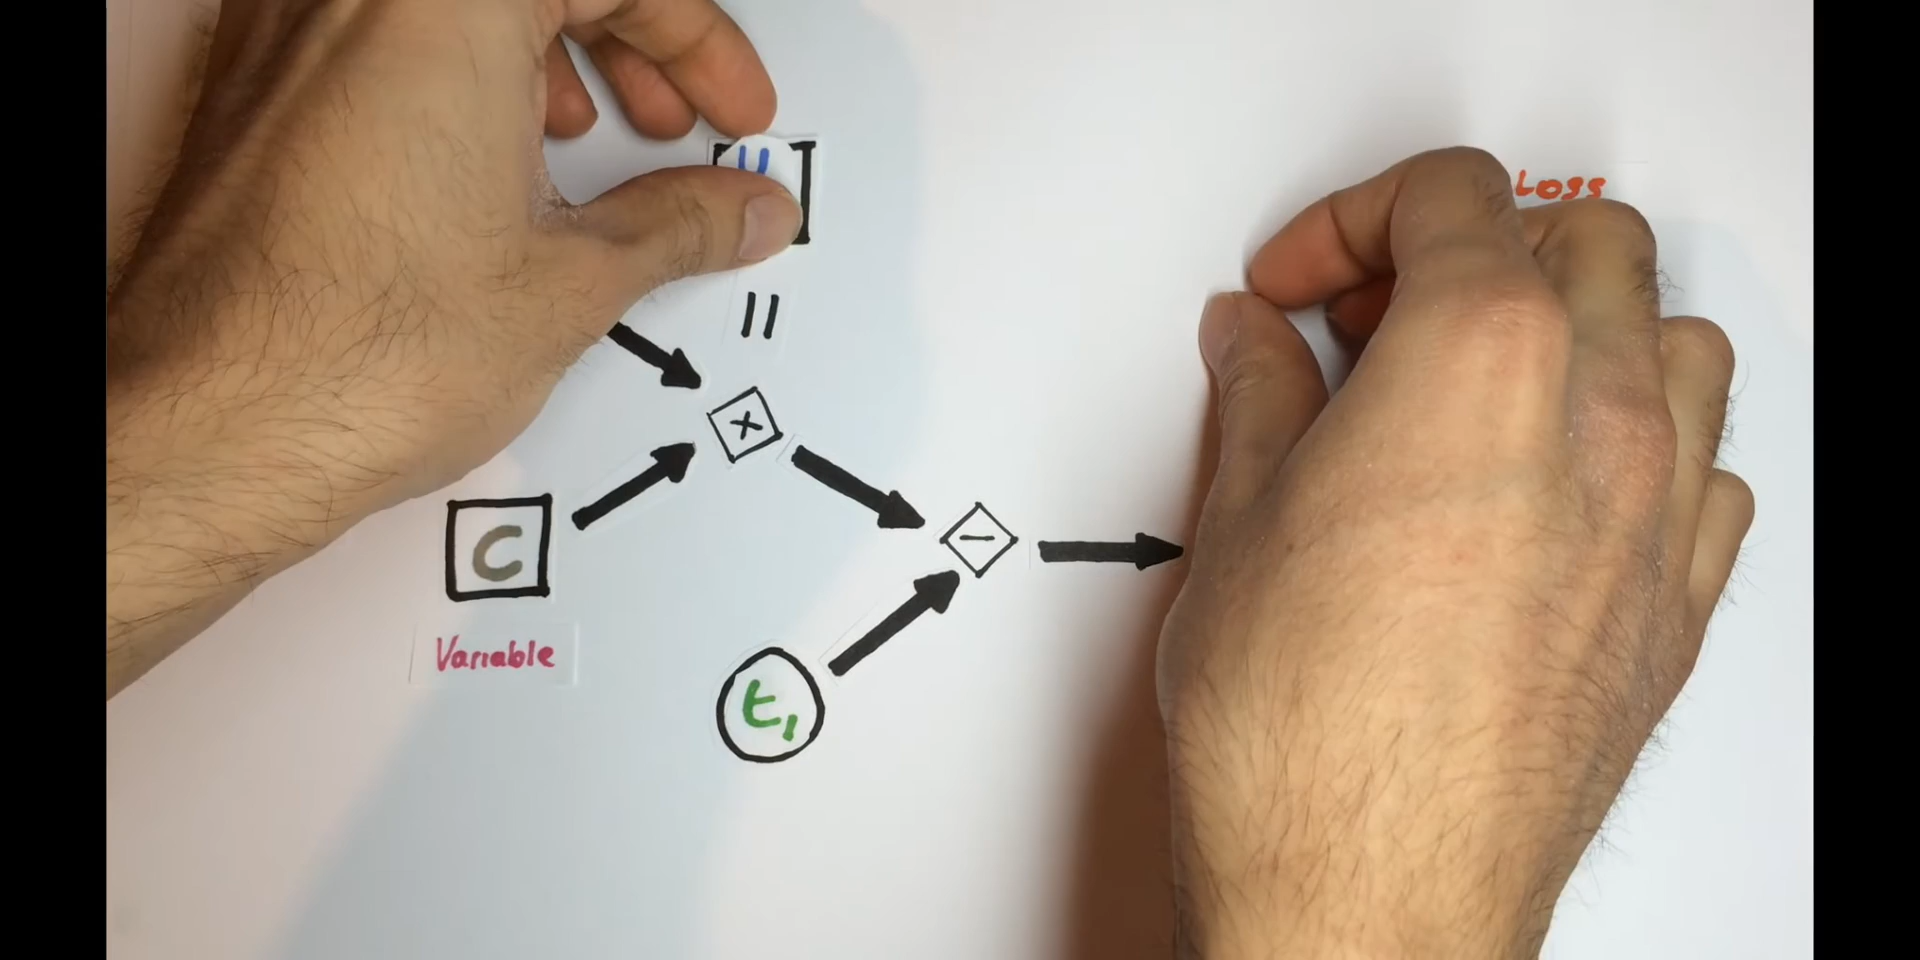 Loss
×
−
C
Variable
t₁